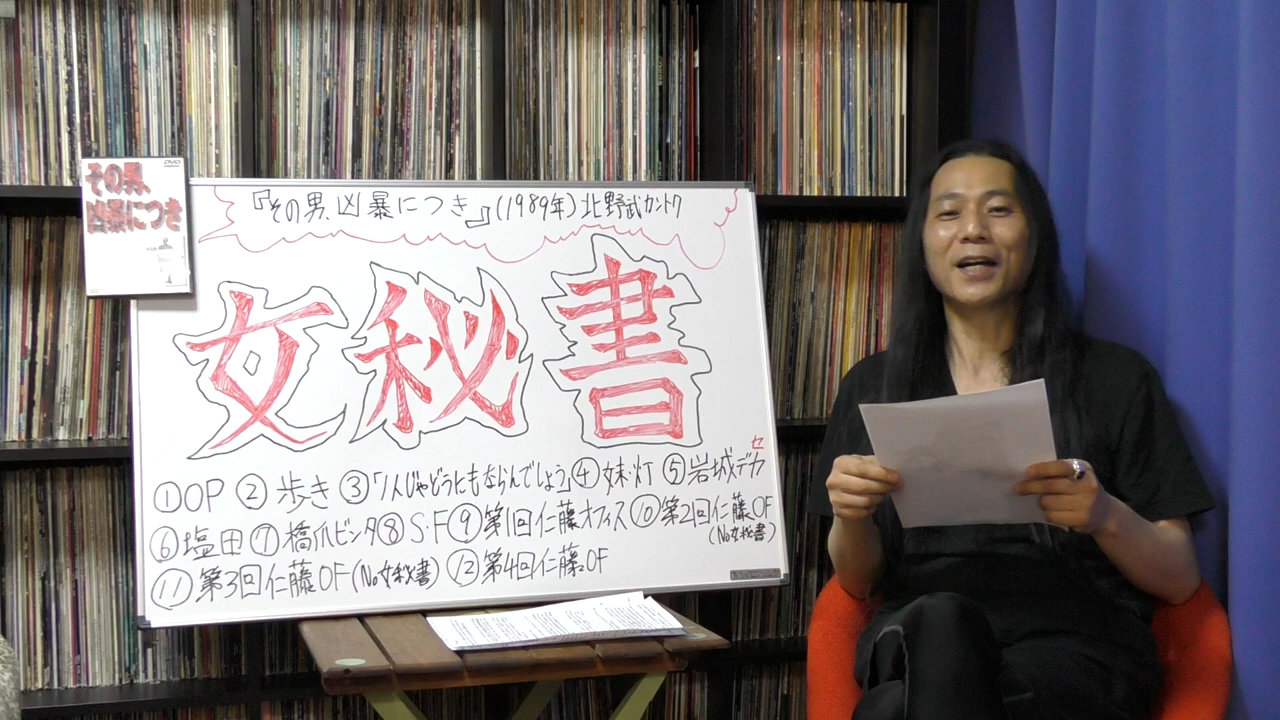 DVD
その男、
凶暴につき
『その男、凶暴につき』(1989年)北野武カントク
女秘書
①OP ②歩き ③「1人じゃどうにもならんでしょう」④妹・灯 ⑤岩城デカ
セ
⑥塩田 ⑦橋爪ビンタ ⑧S・F ⑨第1回仁藤オフィス ⑩第2回仁藤OF
(No女秘書)
⑪第3回仁藤OF(No女秘書) ⑫第4回仁藤OF